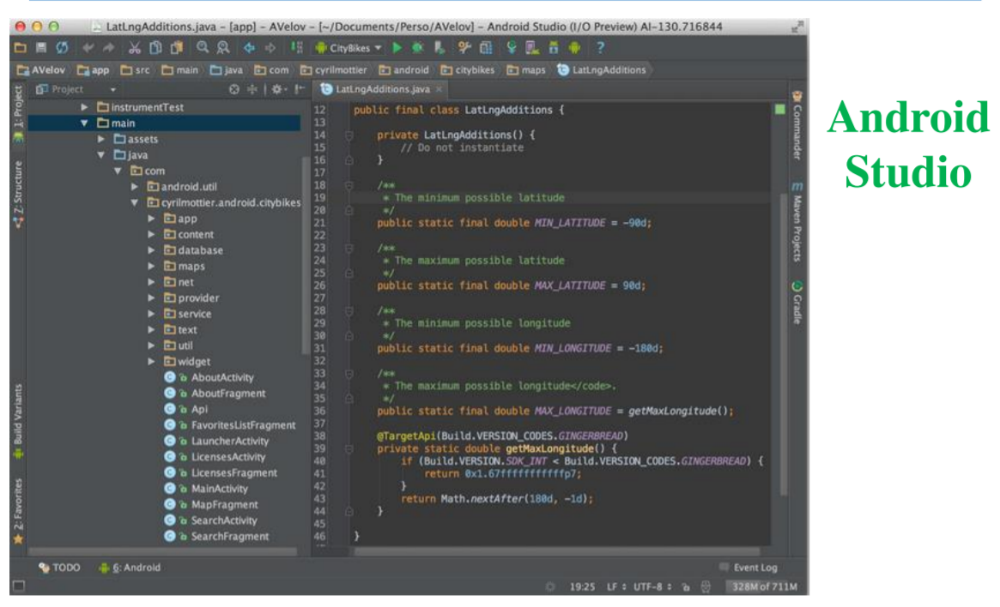 LatLngAdditions.java – [app] – AVelov – [~/Documents/Perso/AVelov] – Android Studio (I/O Preview) AI-130.716844
CityBikes
?
AVelov app src main java com cyrilmottier android citybikes maps LatLngAdditions
1: Project
Z: Structure
Build Variants
2: Favorites
Project
instrumentTest
main
assets
java
com
android.util
cyrilmottier.android.citybikes
app
content
database
maps
net
provider
service
text
util
widget
AboutActivity
AboutFragment
Api
FavoritesListFragment
LauncherActivity
LicensesActivity
LicensesFragment
MainActivity
MapFragment
SearchActivity
SearchFragment
LatLngAdditions.java
12 public final class LatLngAdditions {
13
14 private LatLngAdditions() {
15 // Do not instantiate
16 }
17
18 /**
19 * The minimum possible latitude
20 */
21 public static final double MIN_LATITUDE = -90d;
22
23 /**
24 * The maximum possible latitude
25 */
26 public static final double MAX_LATITUDE = 90d;
27
28 /**
29 * The minimum possible longitude
30 */
31 public static final double MIN_LONGITUDE = -180d;
32
33 /**
34 * The maximum possible longitude</code>.
35 */
36 public static final double MAX_LONGITUDE = getMaxLongitude();
37
38 @TargetApi(Build.VERSION_CODES.GINGERBREAD)
39 private static double getMaxLongitude() {
40 if (Build.VERSION.SDK_INT < Build.VERSION_CODES.GINGERBREAD) {
41 return 0x1.67fffffffffffp7;
42 }
43 return Math.nextAfter(180d, -1d);
44 }
45
46 }
Commander
m Maven Projects
Gradle
TODO
6: Android
Event Log
19:25 LF UTF-8
328M of 711M
Android
Studio